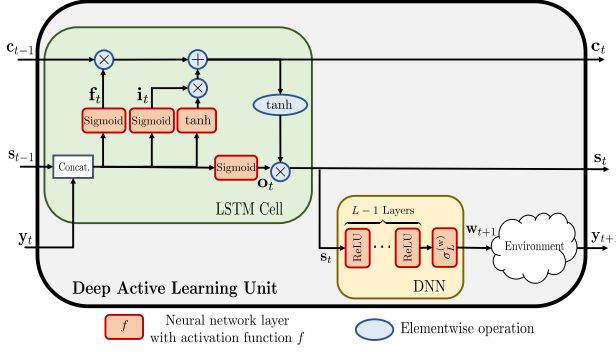 c_{t-1}
c_t
× +
f_t i_t ×
tanh
Sigmoid Sigmoid tanh
s_{t-1}
Concat.
Sigmoid
o_t
×
s_t
LSTM Cell
y_t
L − 1 Layers
s_t
ReLU ··· ReLU σ_L^{(w)}
w_{t+1}
Environment
y_{t+1}
DNN
Deep Active Learning Unit
f
Neural network layer
with activation function f
Elementwise operation